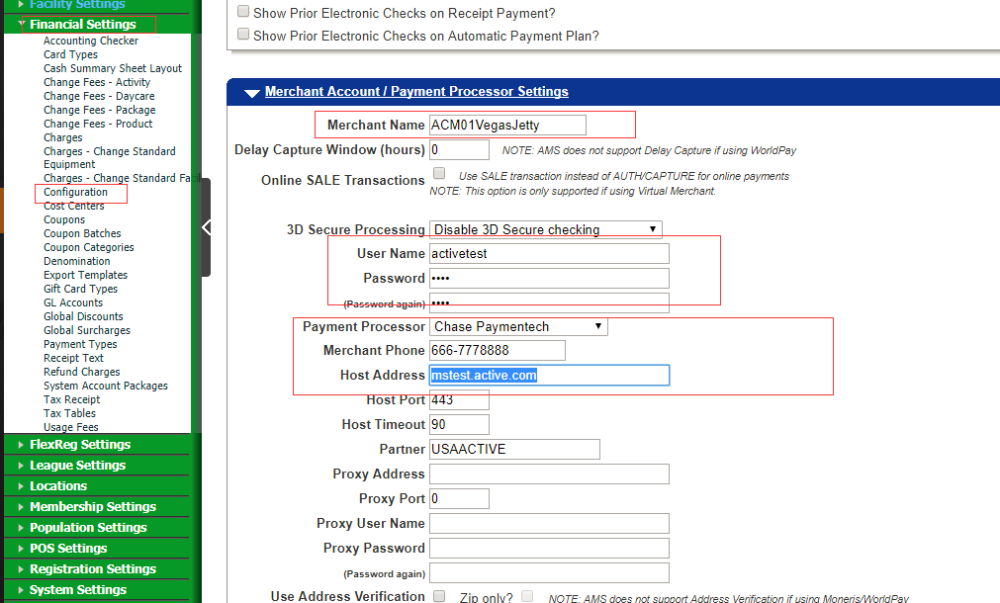 Facility Settings
Financial Settings
Accounting Checker
Card Types
Cash Summary Sheet Layout
Change Fees - Activity
Change Fees - Daycare
Change Fees - Package
Change Fees - Product
Charges
Charges - Change Standard
Equipment
Charges - Change Standard Facil
Configuration
Cost Centers
Coupons
Coupon Batches
Coupon Categories
Denomination
Export Templates
Gift Card Types
GL Accounts
Global Discounts
Global Surcharges
Payment Types
Receipt Text
Refund Charges
System Account Packages
Tax Receipt
Tax Tables
Usage Fees
FlexReg Settings
League Settings
Locations
Membership Settings
Population Settings
POS Settings
Registration Settings
System Settings
Show Prior Electronic Checks on Receipt Payment?
Show Prior Electronic Checks on Automatic Payment Plan?
Merchant Account / Payment Processor Settings
Merchant Name ACM01VegasJetty
Delay Capture Window (hours) 0 NOTE: AMS does not support Delay Capture if using WorldPay
Online SALE Transactions Use SALE transaction instead of AUTH/CAPTURE for online payments
NOTE: This option is only supported if using Virtual Merchant.
3D Secure Processing Disable 3D Secure checking
User Name activetest
Password ••••
(Password again) ••••
Payment Processor Chase Paymentech
Merchant Phone 666-7778888
Host Address mstest.active.com
Host Port 443
Host Timeout 90
Partner USAACTIVE
Proxy Address
Proxy Port 0
Proxy User Name
Proxy Password
(Password again)
Use Address Verification Zip only? NOTE: AMS does not support Address Verification if using Moneris/WorldPay